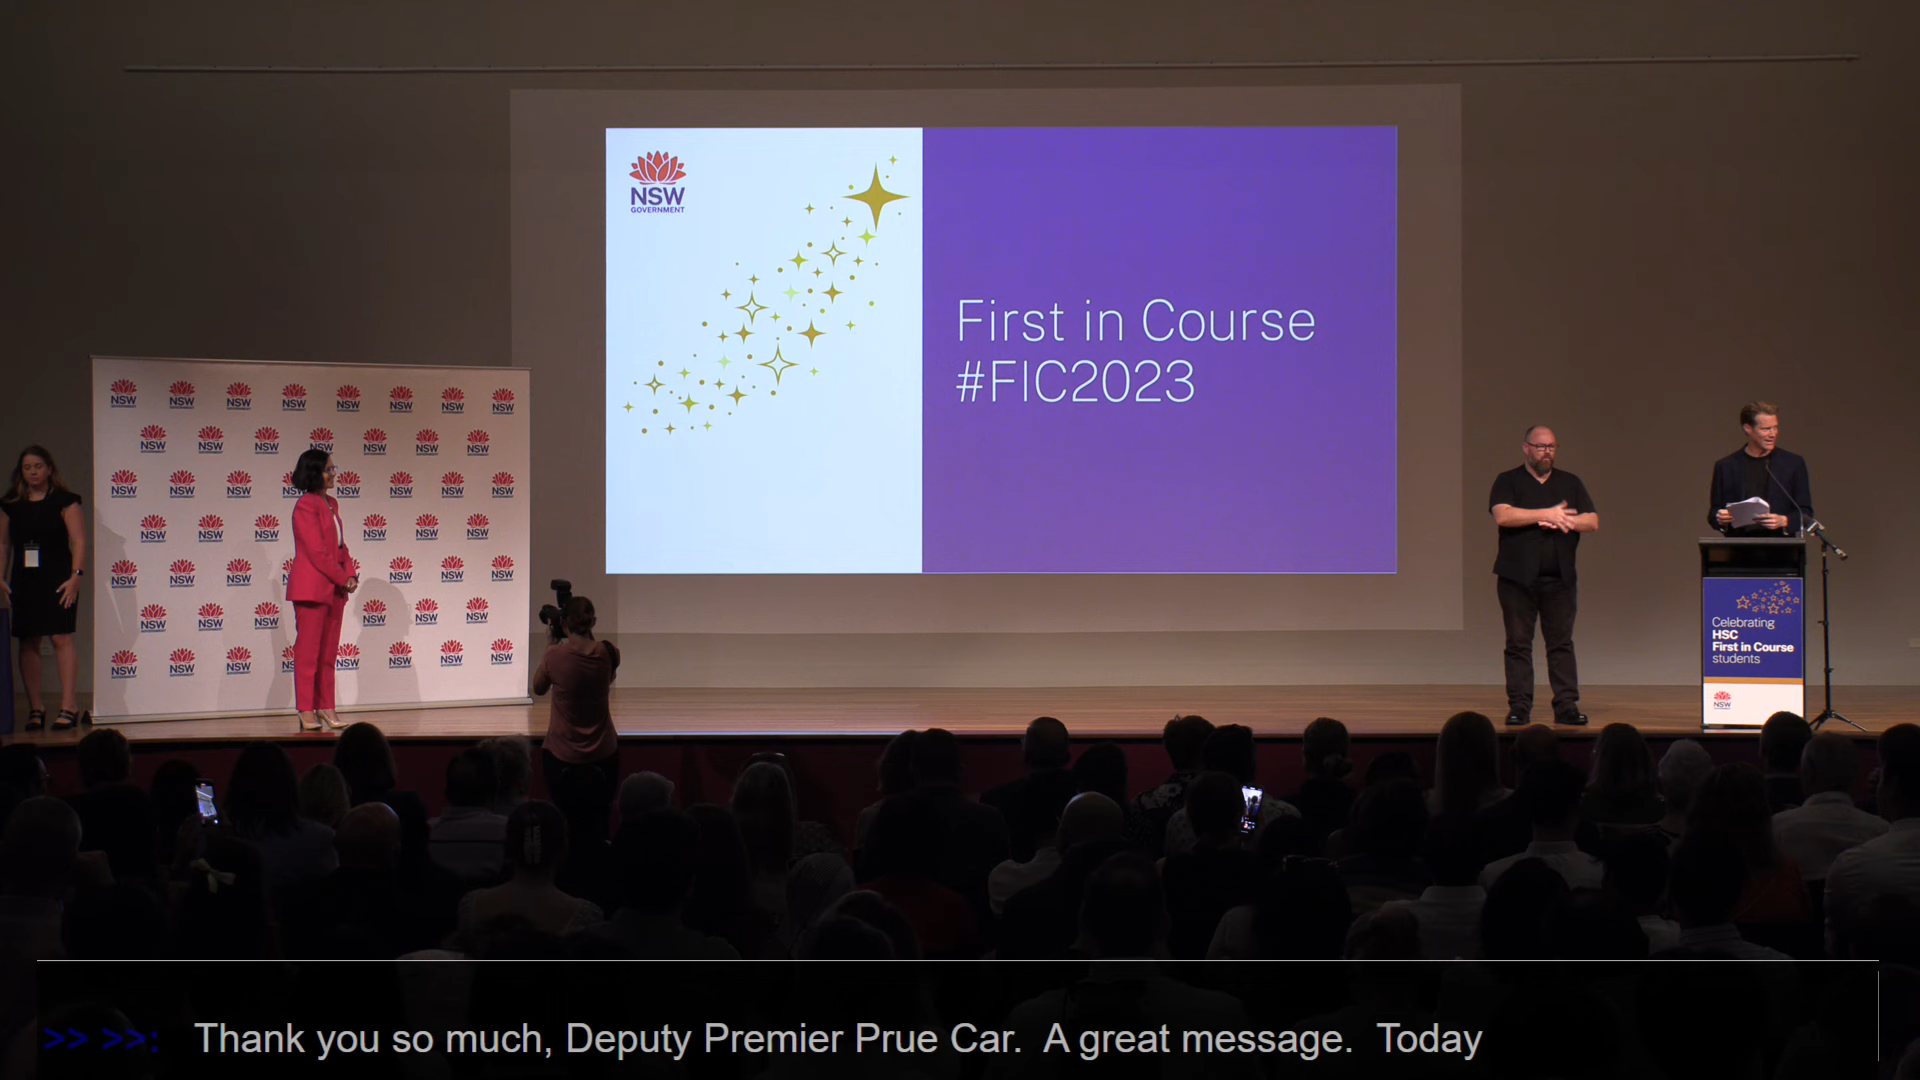 NSW
GOVERNMENT
First in Course
#FIC2023
Celebrating
HSC
First in Course
students
NSW
>> >>: Thank you so much, Deputy Premier Prue Car. A great message. Today